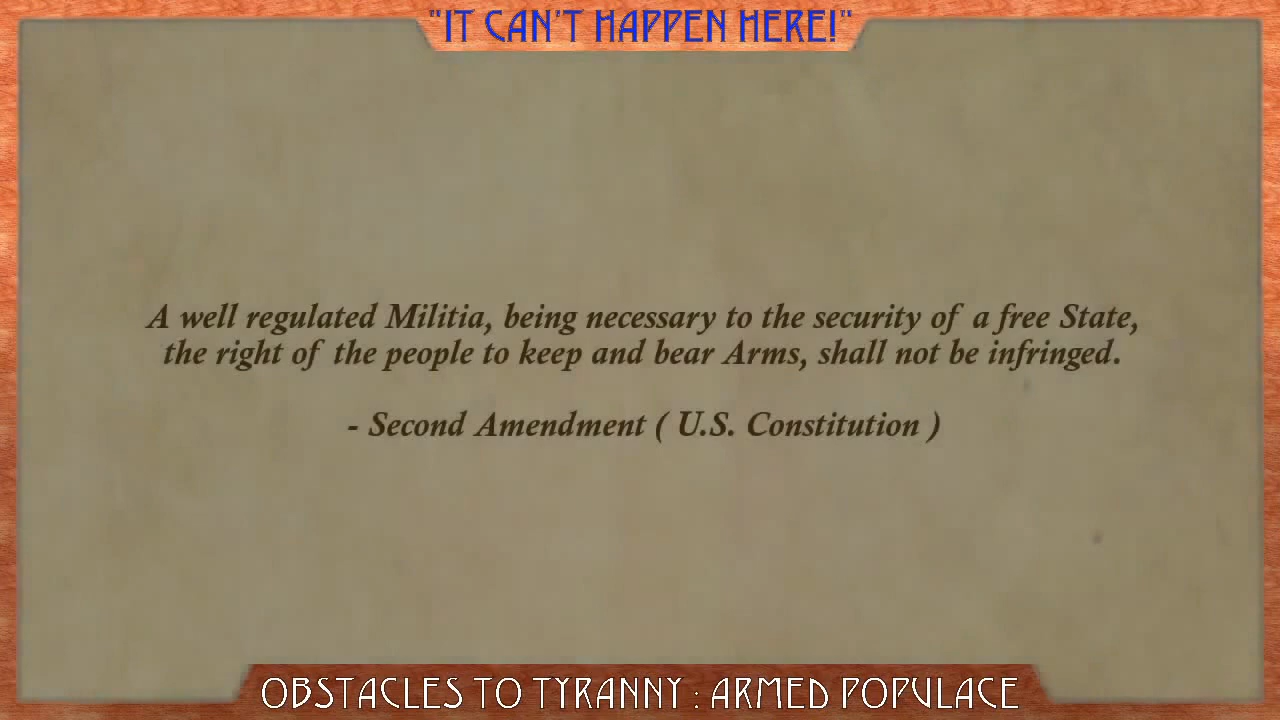 "IT CAN'T HAPPEN HERE!"
A well regulated Militia, being necessary to the security of a free State,
the right of the people to keep and bear Arms, shall not be infringed.
- Second Amendment ( U.S. Constitution )
OBSTACLES TO TYRANNY : ARMED POPULACE